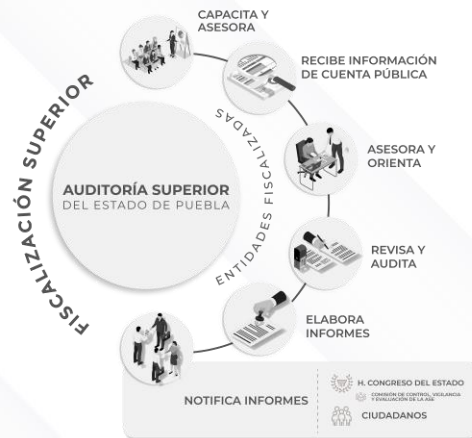 CAPACITA Y
ASESORA
RECIBE INFORMACIÓN
DE CUENTA PÚBLICA
FISCALIZACIÓN SUPERIOR
ENTIDADES FISCALIZADAS
ASESORA Y
ORIENTA
AUDITORÍA SUPERIOR
DEL ESTADO DE PUEBLA
REVISA Y
AUDITA
ELABORA
INFORMES
NOTIFICA INFORMES
H. CONGRESO DEL ESTADO
COMISIÓN DE CONTROL, VIGILANCIA
Y EVALUACIÓN DE LA ASE
CIUDADANOS